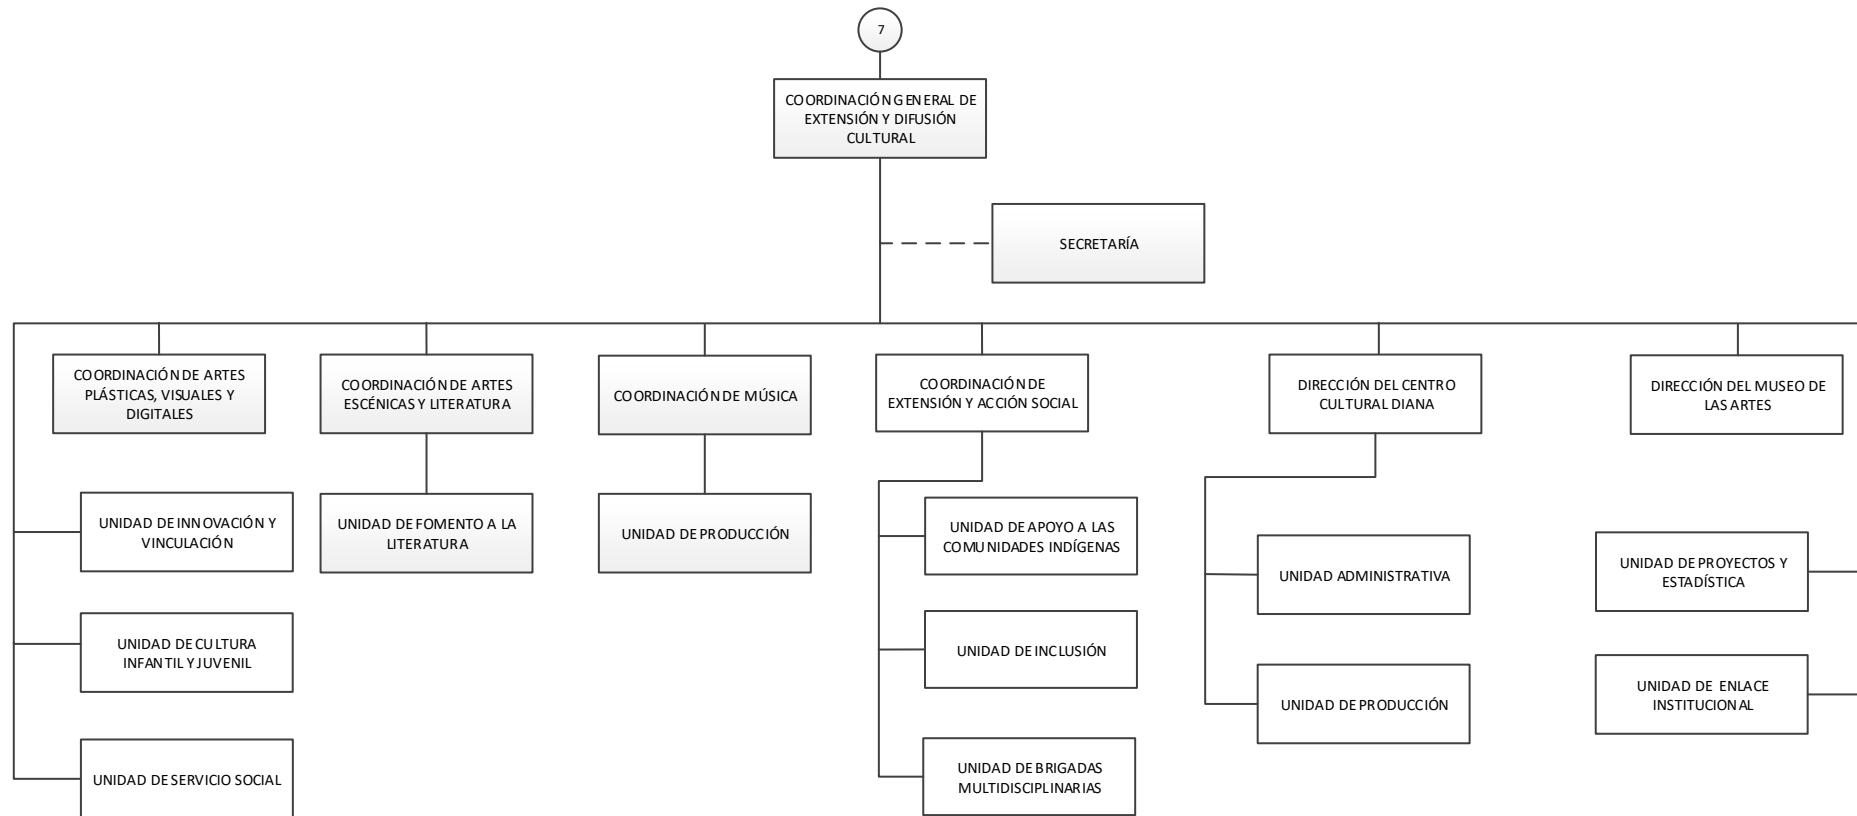 7
COORDINACIÓN GENERAL DE
EXTENSIÓN Y DIFUSIÓN
CULTURAL
SECRETARÍA
COORDINACIÓN DE ARTES
PLÁSTICAS, VISUALES Y
DIGITALES
COORDINACIÓN DE ARTES
ESCÉNICAS Y LITERATURA
COORDINACIÓN DE MÚSICA
COORDINACIÓN DE
EXTENSIÓN Y ACCIÓN SOCIAL
DIRECCIÓN DEL CENTRO
CULTURAL DIANA
DIRECCIÓN DEL MUSEO DE
LAS ARTES
UNIDAD DE INNOVACIÓN Y
VINCULACIÓN
UNIDAD DE FOMENTO A LA
LITERATURA
UNIDAD DE PRODUCCIÓN
UNIDAD DE APOYO A LAS
COMUNIDADES INDÍGENAS
UNIDAD ADMINISTRATIVA
UNIDAD DE PROYECTOS Y
ESTADÍSTICA
UNIDAD DE CULTURA
INFANTIL Y JUVENIL
UNIDAD DE INCLUSIÓN
UNIDAD DE PRODUCCIÓN
UNIDAD DE ENLACE
INSTITUCIONAL
UNIDAD DE SERVICIO SOCIAL
UNIDAD DE BRIGADAS
MULTIDISCIPLINARIAS